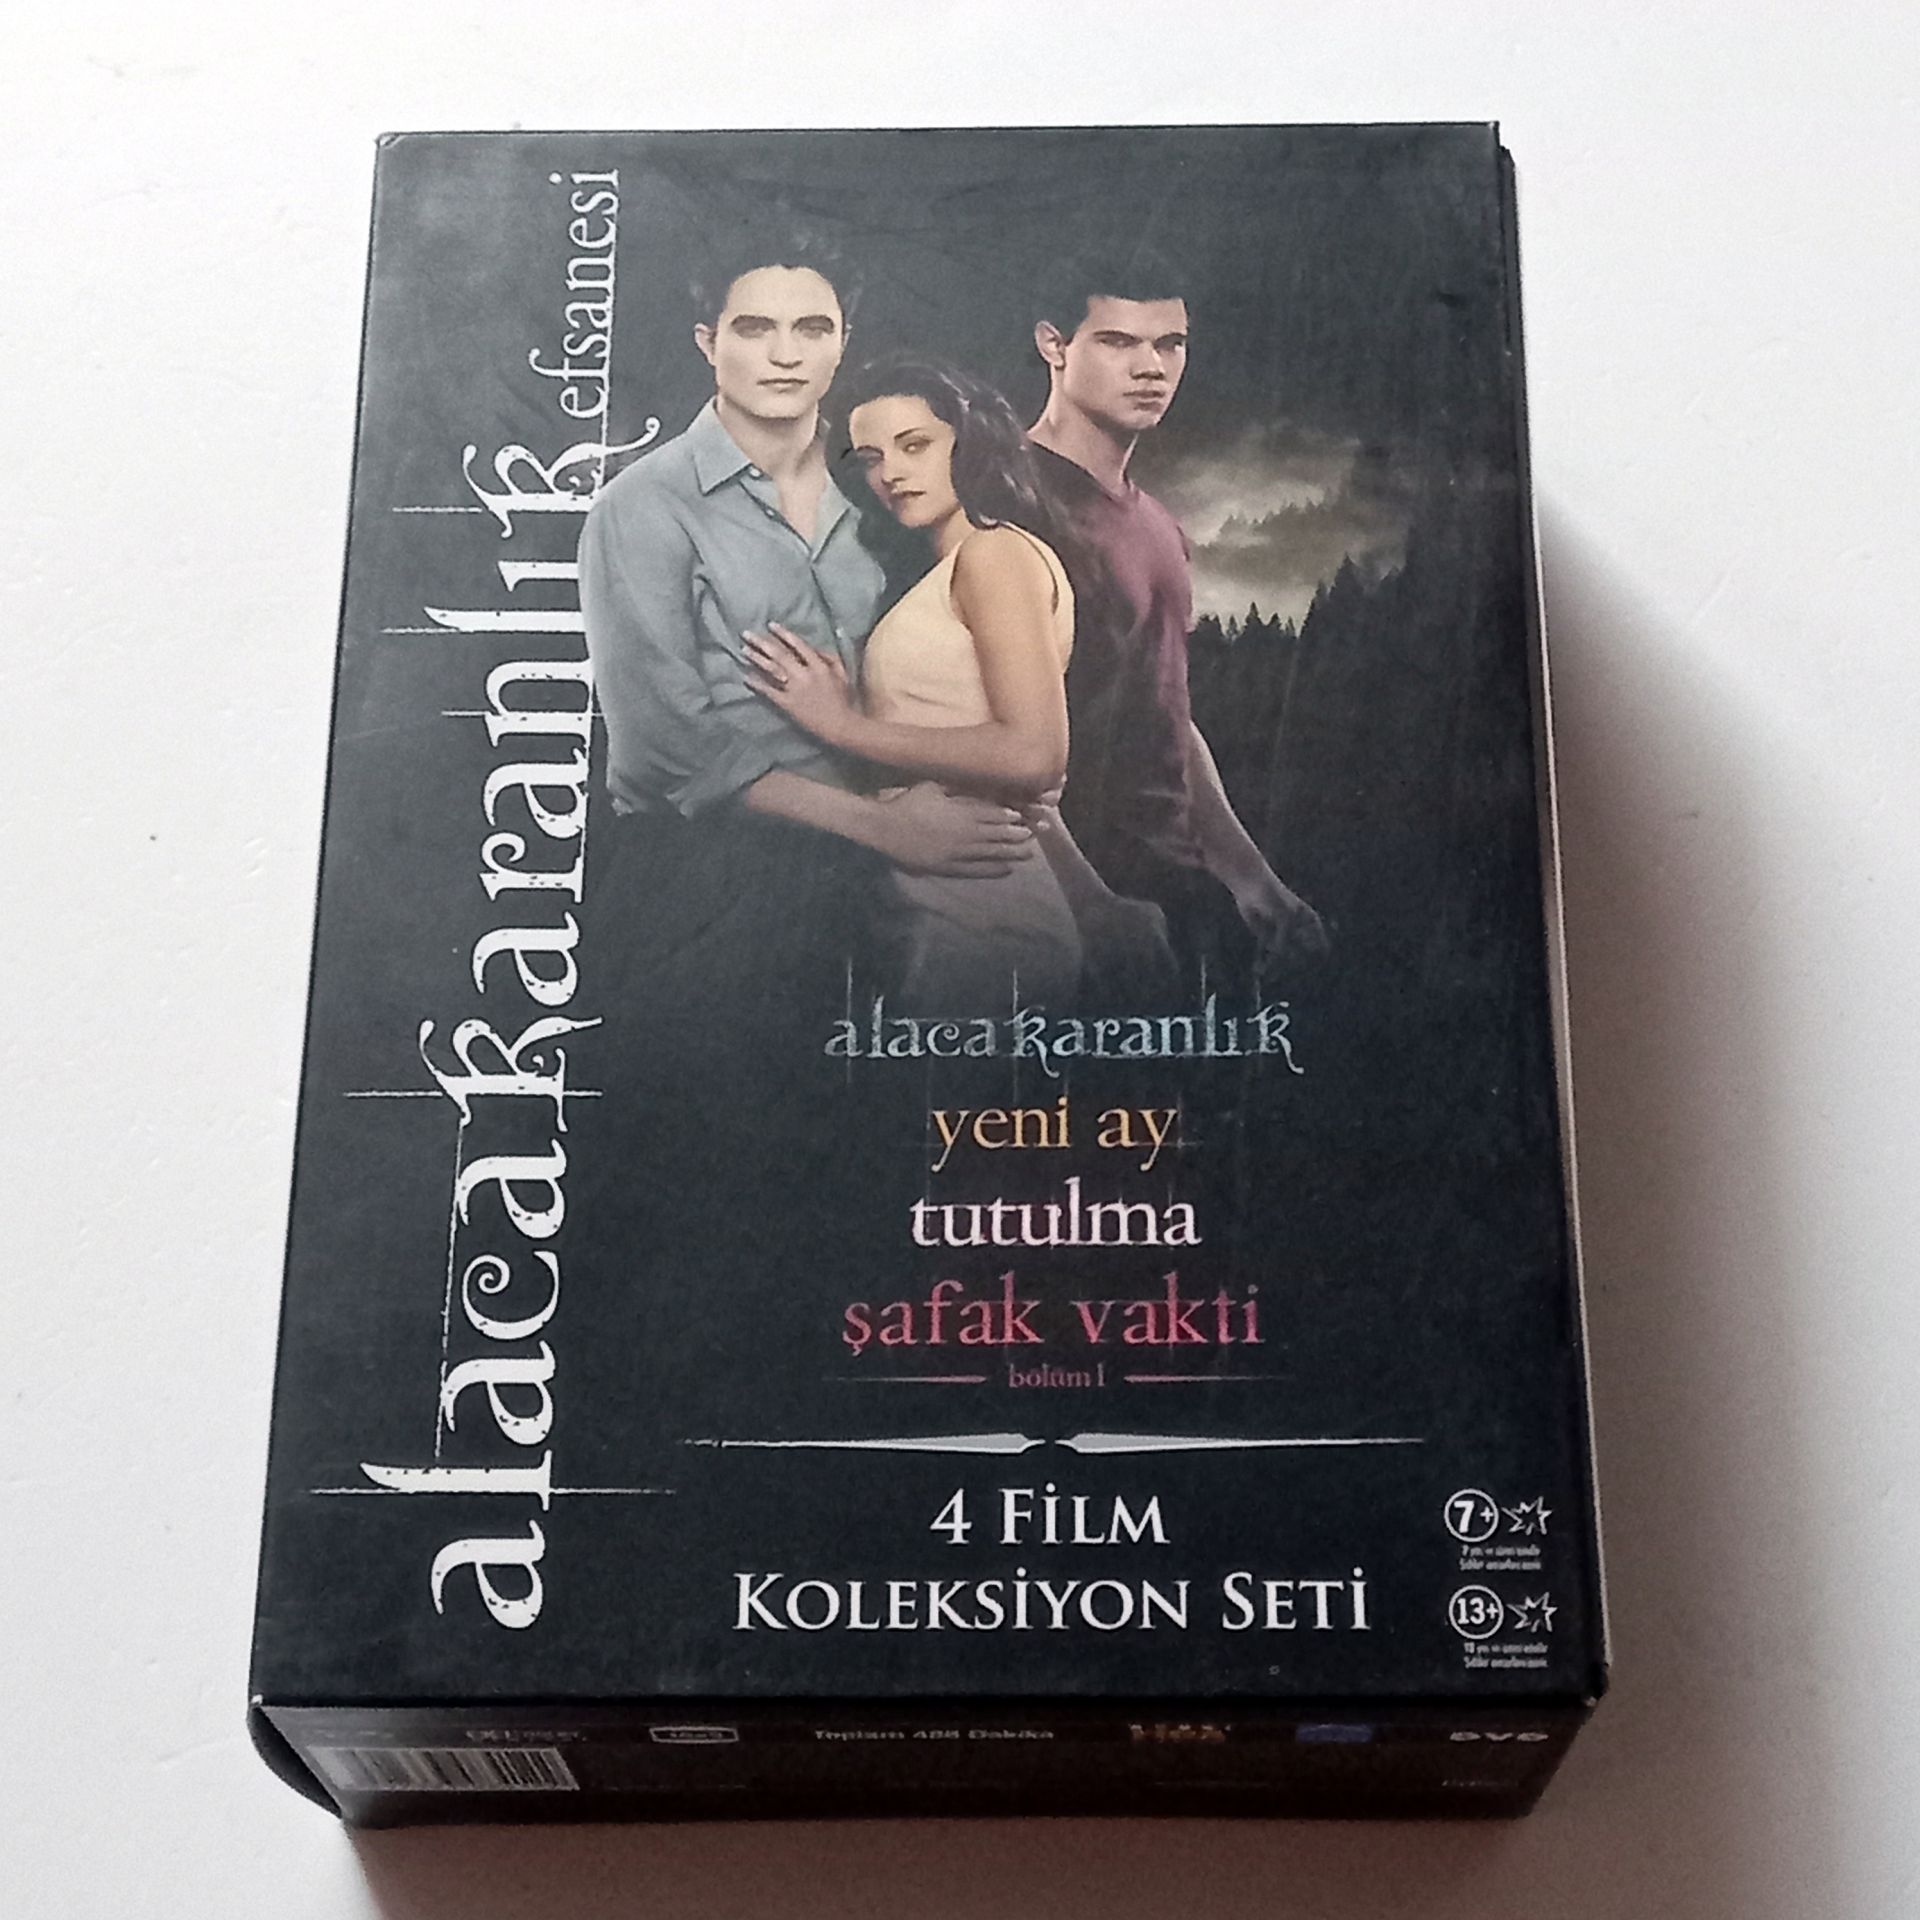 alacakaranlık efsanesi
alacakaranlık
yeni ay
tutulma
şafak vakti
bölüm 1
4 FİLM
KOLEKSİYON SETİ
7+
13+
Toplam 488 Dakika
DVD